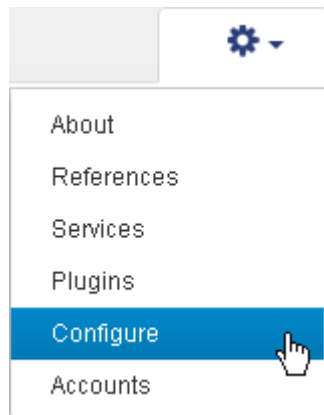 About
References
Services
Plugins
Configure
Accounts